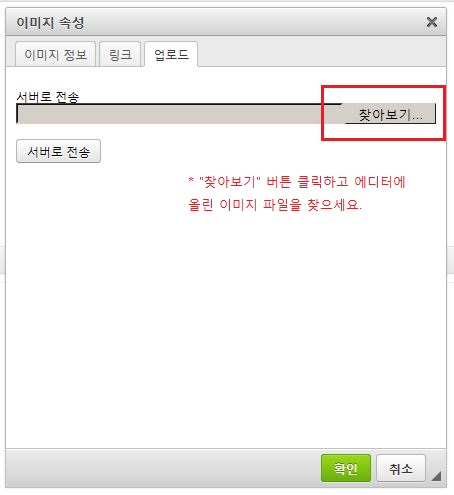 이미지 속성
이미지 정보 링크 업로드
서버로 전송
찾아보기...
서버로 전송
* "찾아보기" 버튼 클릭하고 에디터에
올린 이미지 파일을 찾으세요.
확인 취소